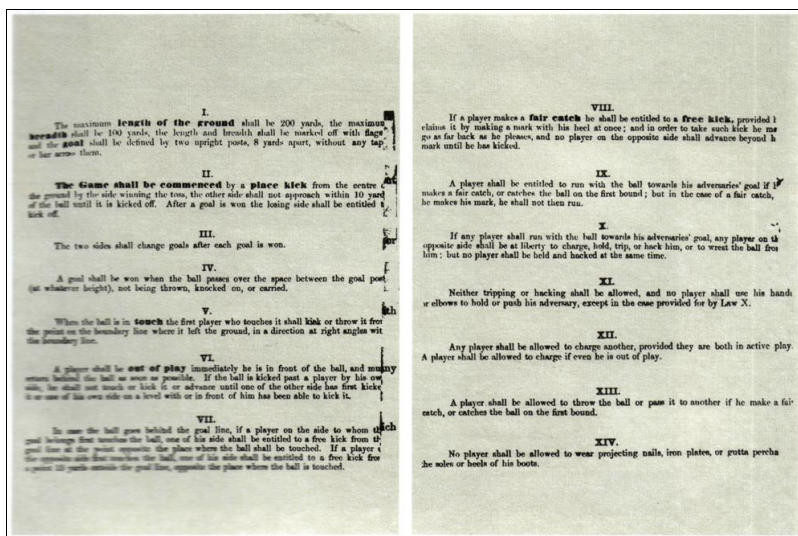 I.
The maximum length of the ground shall be 200 yards, the maximum
breadth shall be 100 yards, the length and breadth shall be marked off with flags
and the goal shall be defined by two upright posts, 8 yards apart, without any tap
or bar across them.
II.
The Game shall be commenced by a place kick from the centre
the ground by the side winning the toss, the other side shall not approach within 10 yard
of the ball until it is kicked off. After a goal is won the losing side shall be entitled
kick off.
III.
The two sides shall change goals after each goal is won.
IV.
A goal shall be won when the ball passes over the space between the goal post
(at whatever height), not being thrown, knocked on, or carried.
V.
When the ball is in touch the first player who touches it shall kick or throw it from
the point on the boundary line where it left the ground, in a direction at right angles wit
the boundary line.
VI.
A player shall be out of play immediately he is in front of the ball, and must
return behind the ball as soon as possible. If the ball is kicked past a player by his ow
side, he shall not touch or kick it or advance until one of the other side has first kicke
it or one of his own side on a level with or in front of him has been able to kick it.
VII.
In case the ball goes behind the goal line, if a player on the side to whom th
goal belongs first touches the ball, one of his side shall be entitled to a free kick from th
goal line at the point opposite the place where the ball shall be touched. If a player
the opposite side first touches the ball, one of his side shall be entitled to a free kick from
a point 15 yards outside the goal line, opposite the place where the ball is touched.
VIII.
If a player makes a fair catch he shall be entitled to a free kick, provided h
claims it by making a mark with his heel at once; and in order to take such kick he ma
go as far back as he pleases, and no player on the opposite side shall advance beyond h
mark until he has kicked.
IX.
A player shall be entitled to run with the ball towards his adversaries' goal if h
makes a fair catch, or catches the ball on the first bound; but in the case of a fair catch,
he makes his mark, he shall not then run.
X.
If any player shall run with the ball towards his adversaries' goal, any player on th
opposite side shall be at liberty to charge, hold, trip, or hack him, or to wrest the ball from
him; but no player shall be held and hacked at the same time.
XI.
Neither tripping or hacking shall be allowed, and no player shall use his hands
or elbows to hold or push his adversary, except in the case provided for by Law X.
XII.
Any player shall be allowed to charge another, provided they are both in active play.
A player shall be allowed to charge if even he is out of play.
XIII.
A player shall be allowed to throw the ball or pass it to another if he make a fair
catch, or catches the ball on the first bound.
XIV.
No player shall be allowed to wear projecting nails, iron plates, or gutta percha
the soles or heels of his boots.